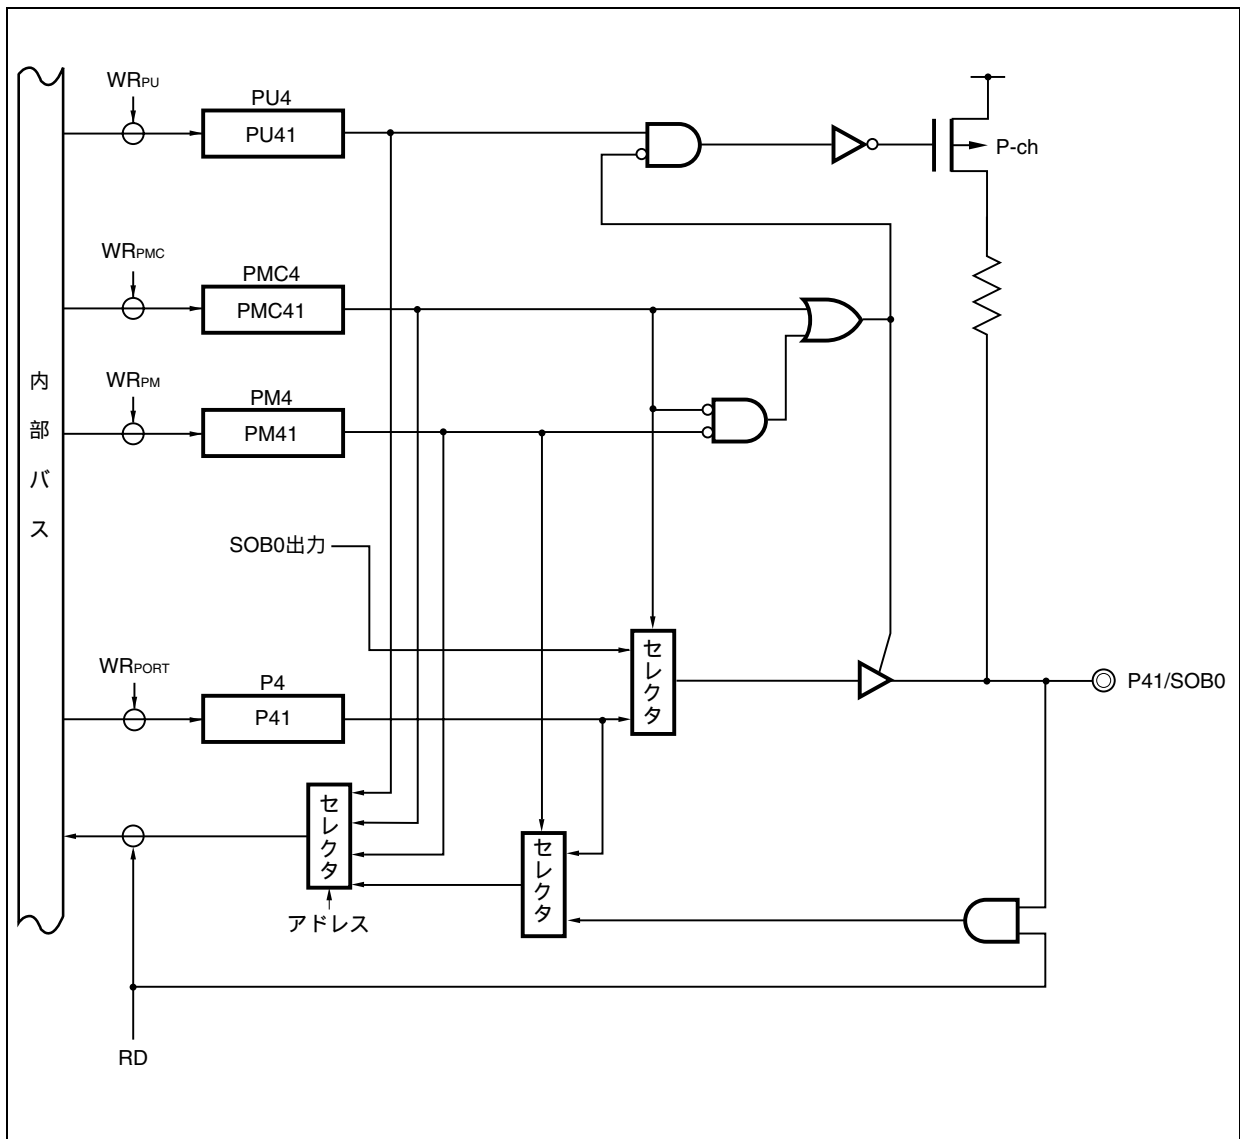 WRPU
PU4
PU41
P-ch
WRPMC
PMC4
PMC41
内部バス
WRPM
PM4
PM41
SOB0出力
WRPORT
P4
P41
セレクタ
P41/SOB0
セレクタ
セレクタ
アドレス
RD